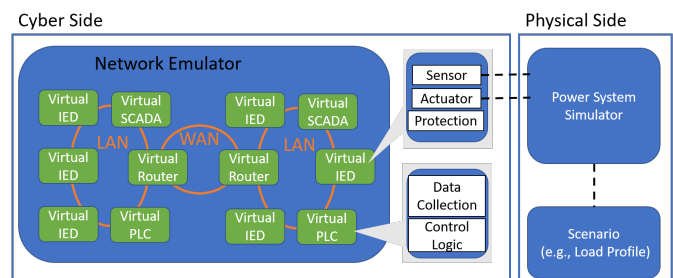 Cyber Side
Physical Side
Network Emulator
Virtual
IED
Virtual
SCADA
Virtual
IED
Virtual
SCADA
LAN
WAN
LAN
Virtual
IED
Virtual
Router
Virtual
Router
Virtual
IED
Virtual
IED
Virtual
PLC
Virtual
IED
Virtual
PLC
Sensor
Actuator
Protection
Data
Collection
Control
Logic
Power System
Simulator
Scenario
(e.g., Load Profile)